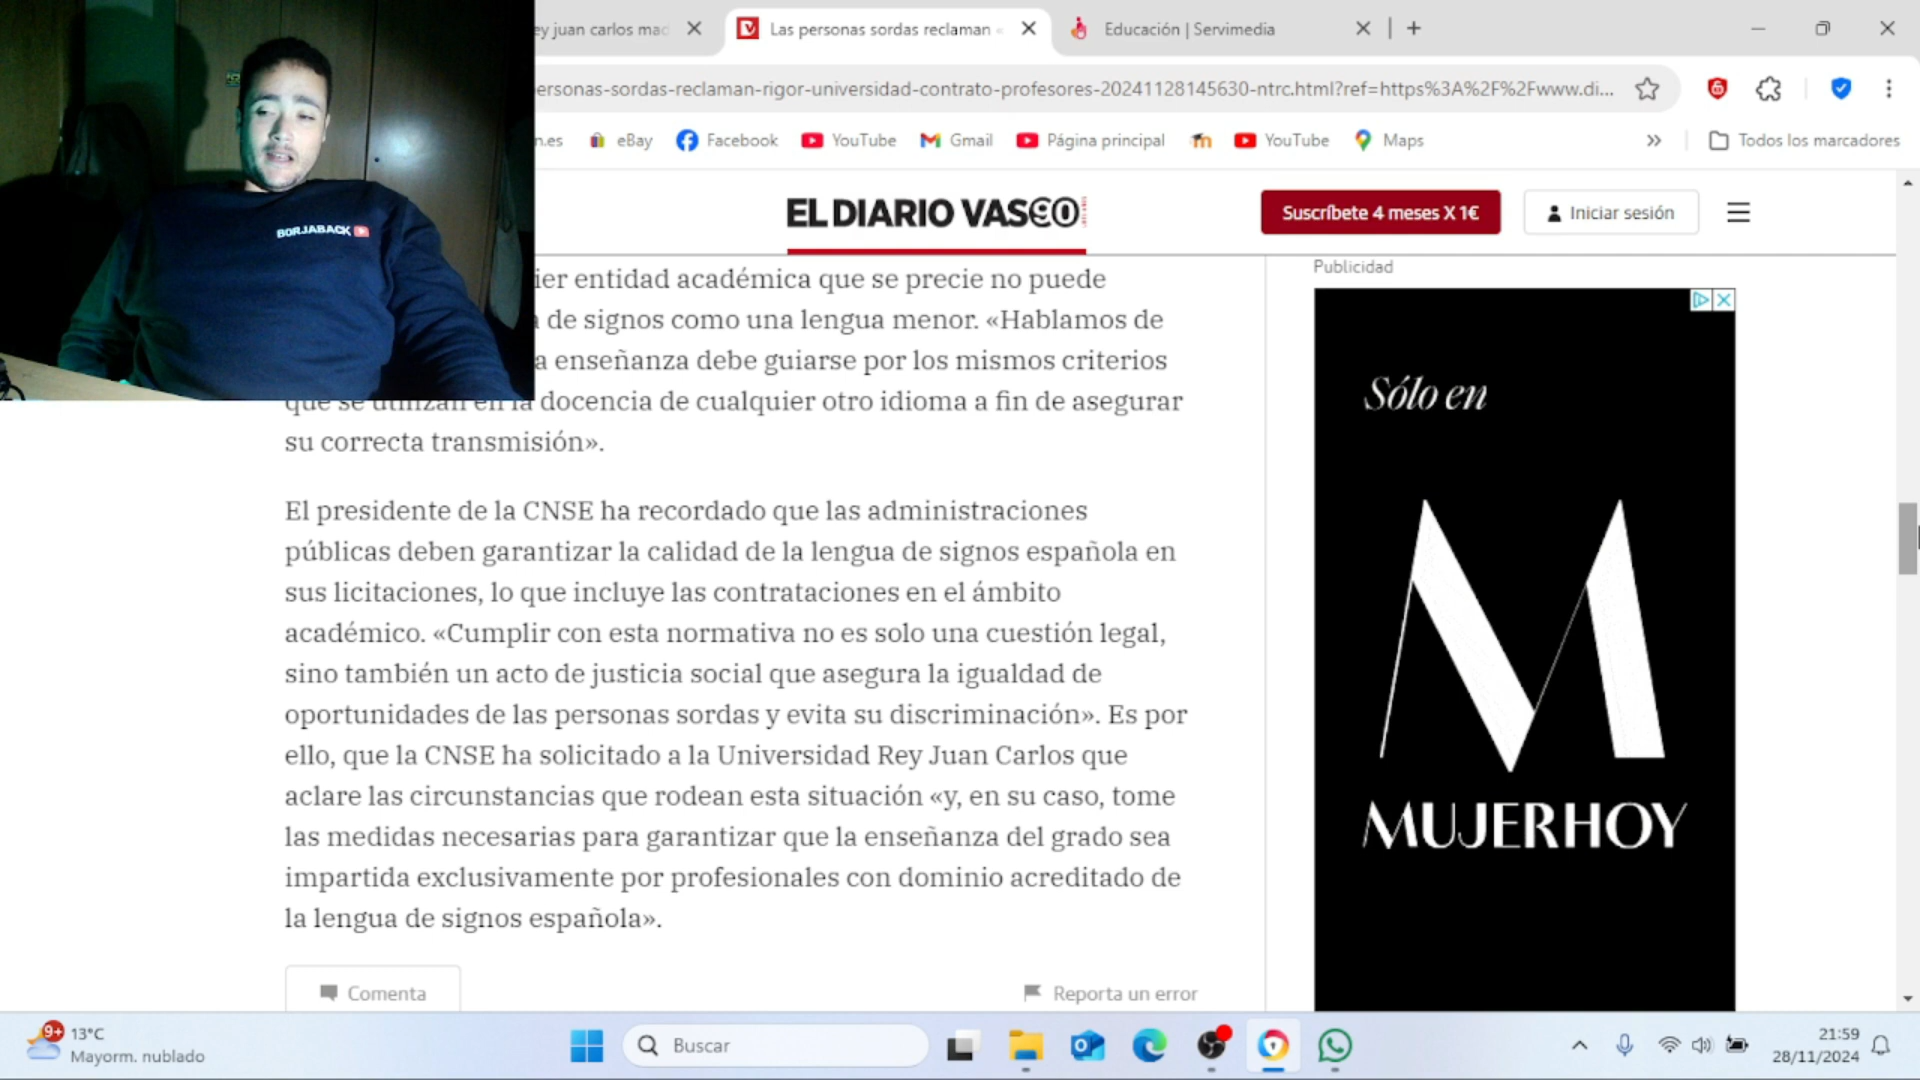 ey juan carlos mad
Las personas sordas reclaman
Educación | Servimedia
ersonas-sordas-reclaman-rigor-universidad-contrato-profesores-20241128145630-ntrc.html?ref=https%3A%2F%2Fwww.di...
n.es
eBay
Facebook
YouTube
Gmail
Página principal
YouTube
Maps
»
Todos los marcadores
BORJABACK
EL DIARIO VASCO
90
Suscríbete 4 meses X 1€
Iniciar sesión
Publicidad
ier entidad académica que se precie no puede
de signos como una lengua menor. «Hablamos de
a enseñanza debe guiarse por los mismos criterios
que se utilizan en la docencia de cualquier otro idioma a fin de asegurar
su correcta transmisión».
El presidente de la CNSE ha recordado que las administraciones
públicas deben garantizar la calidad de la lengua de signos española en
sus licitaciones, lo que incluye las contrataciones en el ámbito
académico. «Cumplir con esta normativa no es solo una cuestión legal,
sino también un acto de justicia social que asegura la igualdad de
oportunidades de las personas sordas y evita su discriminación». Es por
ello, que la CNSE ha solicitado a la Universidad Rey Juan Carlos que
aclare las circunstancias que rodean esta situación «y, en su caso, tome
las medidas necesarias para garantizar que la enseñanza del grado sea
impartida exclusivamente por profesionales con dominio acreditado de
la lengua de signos española».
Comenta
Reporta un error
Sólo en
M
MUJERHOY
9+
13°C
Mayorm. nublado
Buscar
21:59
28/11/2024